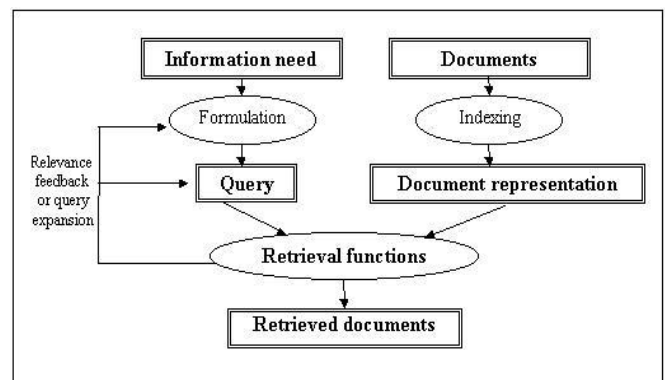 Information need
Documents
Formulation
Indexing
Relevance
feedback
or query
expansion
Query
Document representation
Retrieval functions
Retrieved documents